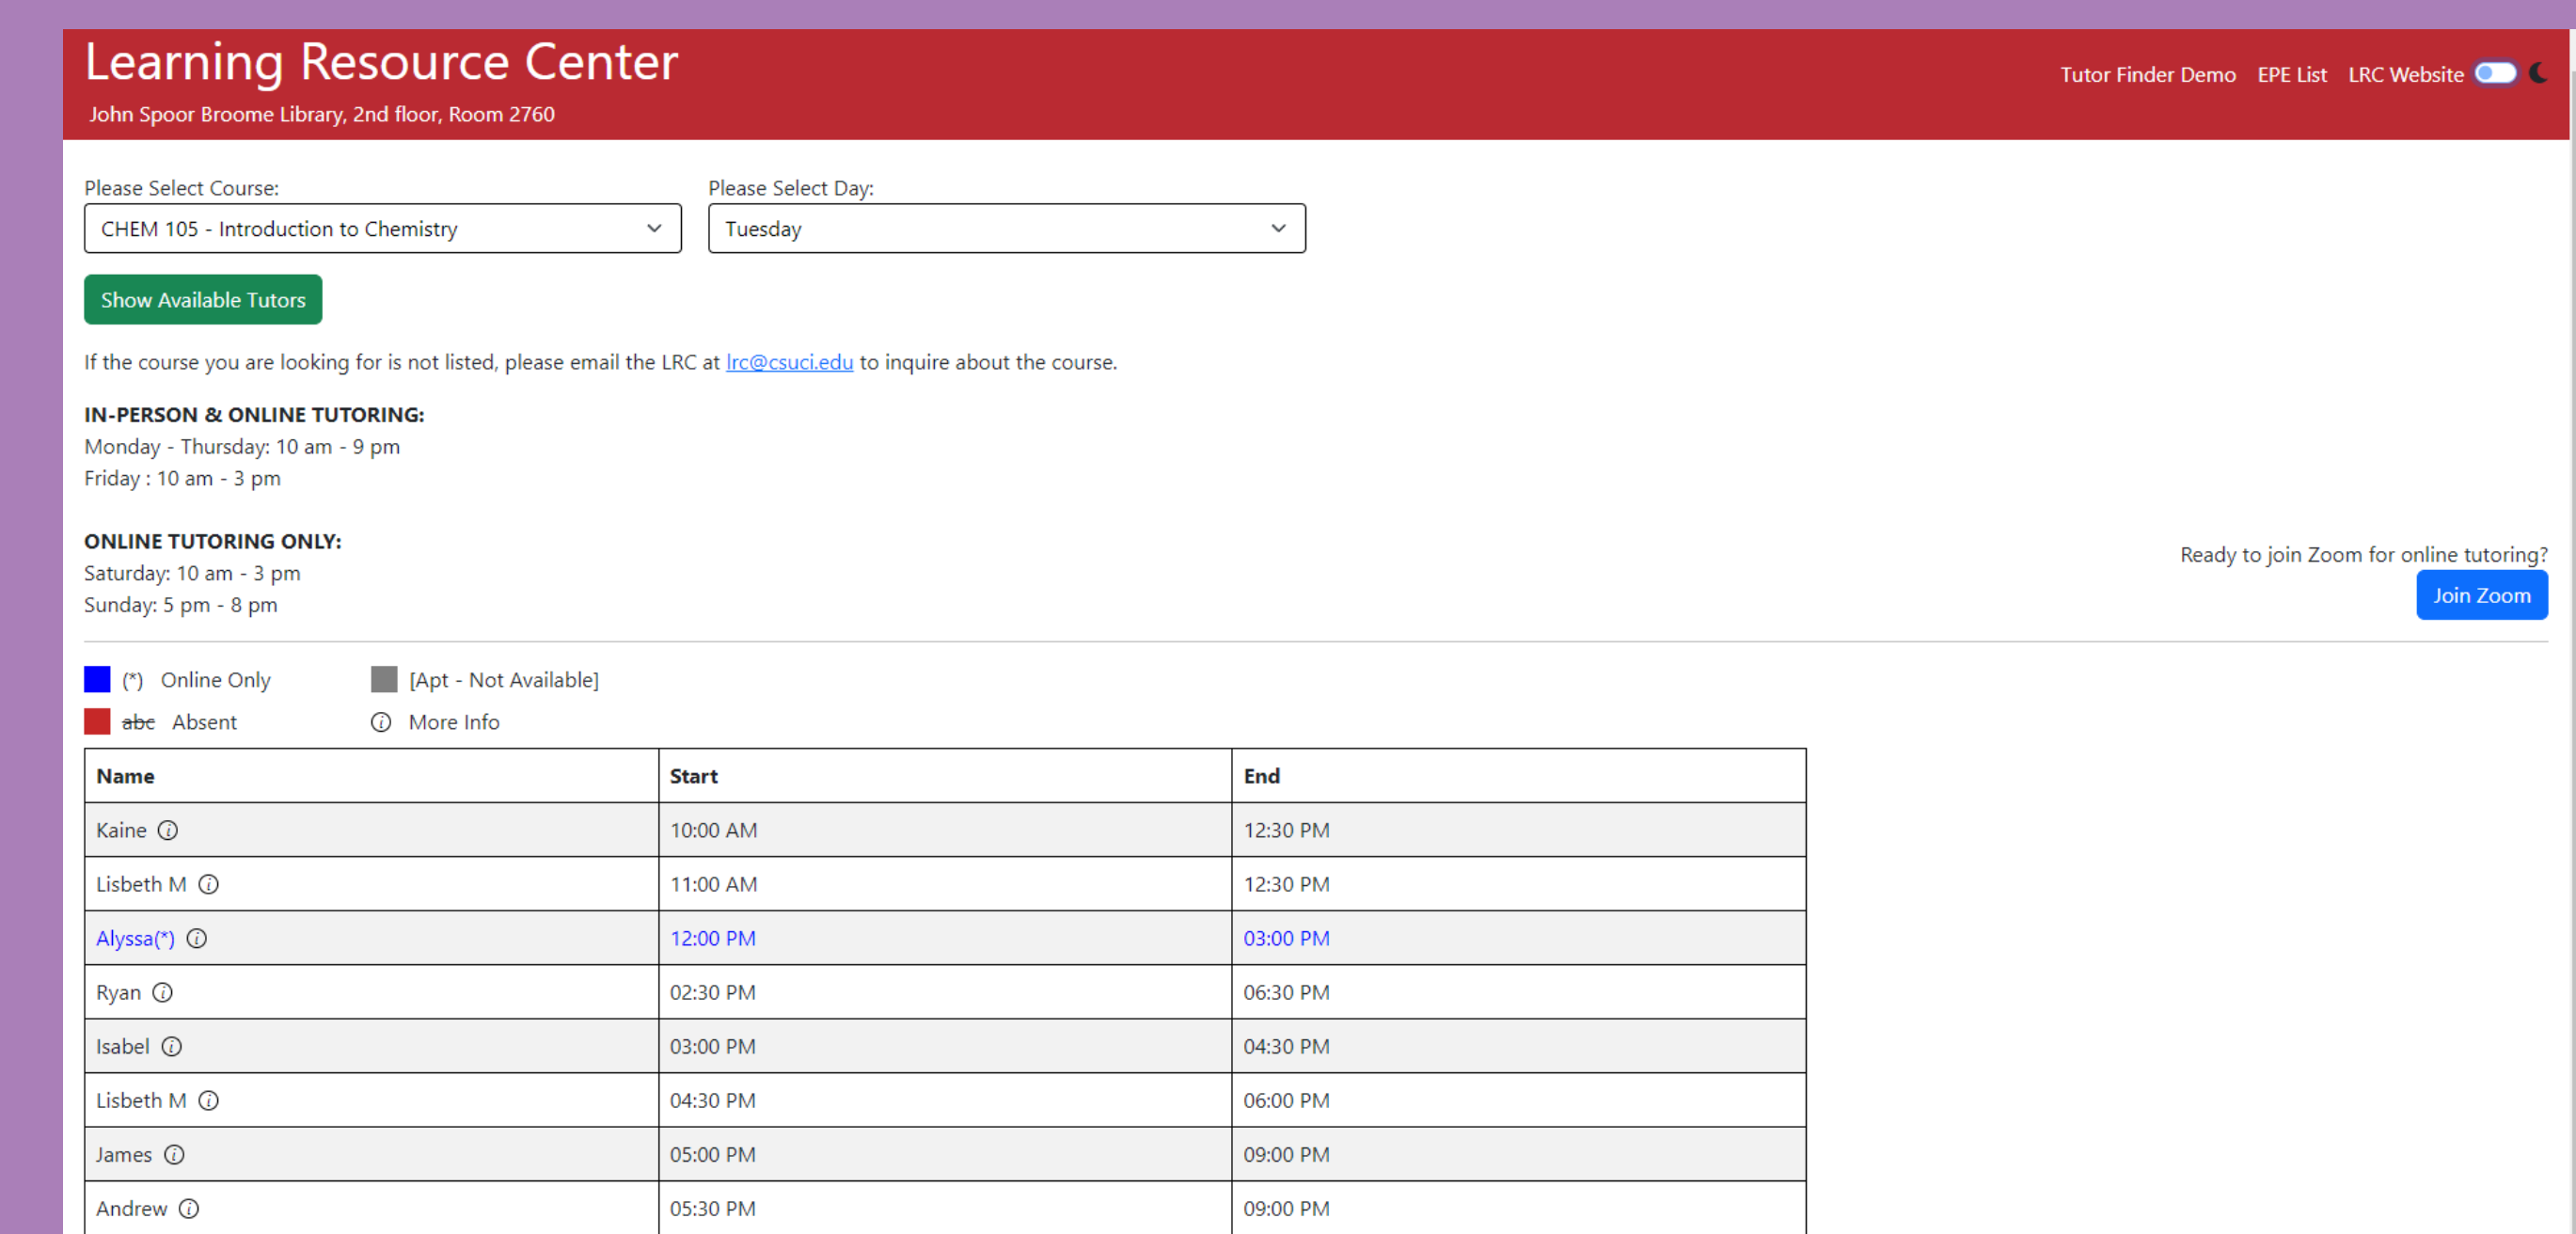 Learning Resource Center
John Spoor Broome Library, 2nd floor, Room 2760
Tutor Finder Demo EPE List LRC Website
Please Select Course: Please Select Day:
CHEM 105 - Introduction to Chemistry Tuesday
Show Available Tutors
If the course you are looking for is not listed, please email the LRC at lrc@csuci.edu to inquire about the course.
IN-PERSON & ONLINE TUTORING:
Monday - Thursday: 10 am - 9 pm
Friday : 10 am - 3 pm
ONLINE TUTORING ONLY:
Saturday: 10 am - 3 pm
Sunday: 5 pm - 8 pm
Ready to join Zoom for online tutoring?
Join Zoom
(*) Online Only [Apt - Not Available]
abc Absent i More Info
Name Start End
Kaine i 10:00 AM 12:30 PM
Lisbeth M i 11:00 AM 12:30 PM
Alyssa(*) i 12:00 PM 03:00 PM
Ryan i 02:30 PM 06:30 PM
Isabel i 03:00 PM 04:30 PM
Lisbeth M i 04:30 PM 06:00 PM
James i 05:00 PM 09:00 PM
Andrew i 05:30 PM 09:00 PM